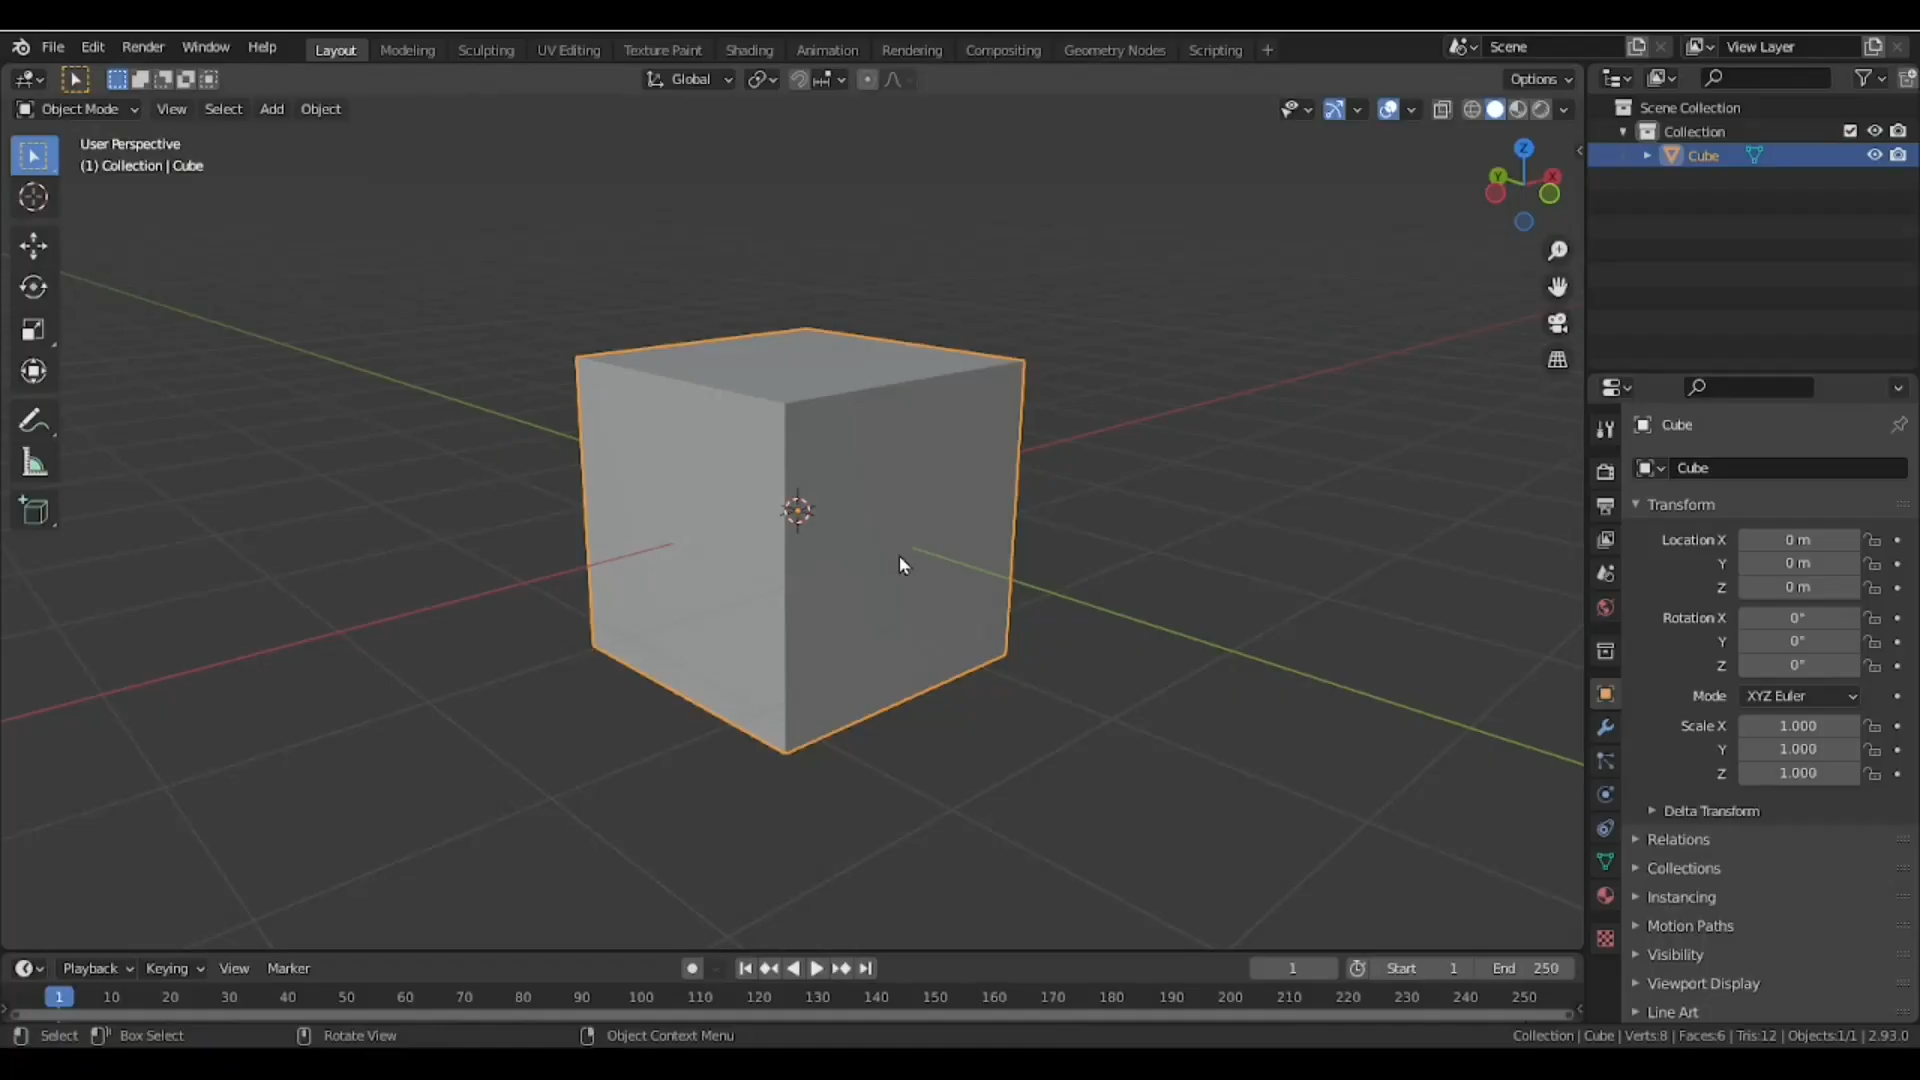 File Edit Render Window Help Layout Modeling Sculpting UV Editing Texture Paint Shading Animation Rendering Compositing Geometry Nodes Scripting + Scene View Layer
Global Options
Object Mode View Select Add Object
User Perspective
(1) Collection | Cube
Z
Y
X
Scene Collection
Collection
Cube
Cube
Cube
Transform
Location X 0 m
Y 0 m
Z 0 m
Rotation X 0°
Y 0°
Z 0°
Mode XYZ Euler
Scale X 1.000
Y 1.000
Z 1.000
Delta Transform
Relations
Collections
Instancing
Motion Paths
Visibility
Viewport Display
Line Art
Playback Keying View Marker 1 Start 1 End 250
1 10 20 30 40 50 60 70 80 90 100 110 120 130 140 150 160 170 180 190 200 210 220 230 240 250
Select Box Select Rotate View Object Context Menu Collection | Cube | Verts:8 | Faces:6 | Tris:12 | Objects:1/1 | 2.93.0